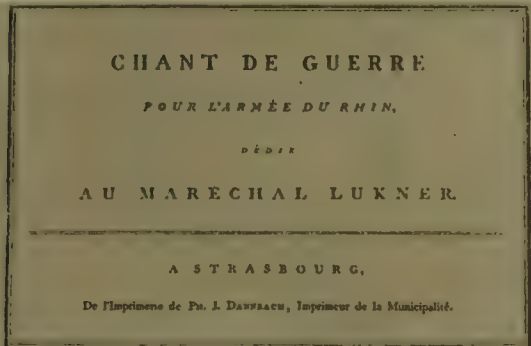 CHANT DE GUERRE
POUR L'ARMÉE DU RHIN,
DÉDIÉ
AU MARÉCHAL LUKNER.
A STRASBOURG,
De l'Imprimerie de PH. J. DANNBACH, Imprimeur de la Municipalité.